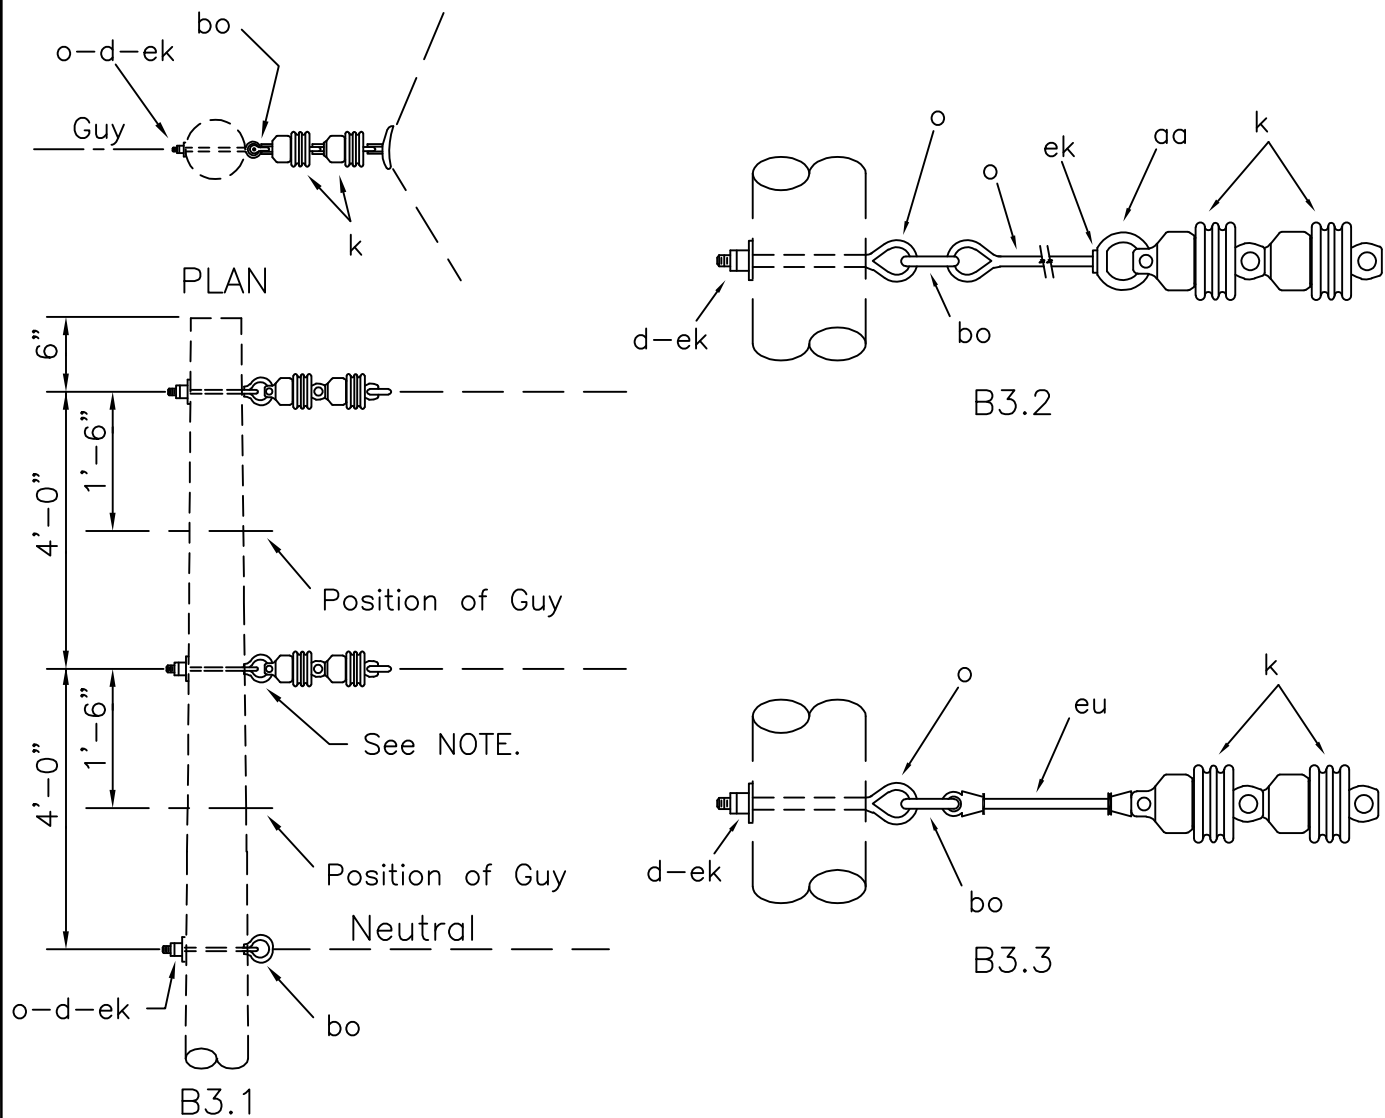 bo
o-d-ek
Guy
k
PLAN
6"
4'-0"
1'-6"
Position of Guy
4'-0"
1'-6"
See NOTE.
Position of Guy
Neutral
o-d-ek
bo
B3.1
o
o
ek
aa
k
d-ek
bo
B3.2
o
eu
k
d-ek
bo
B3.3